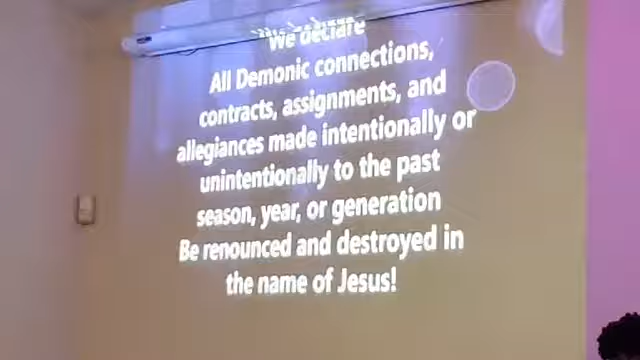 We declare
All Demonic connections,
contracts, assignments, and
allegiances made intentionally or
unintentionally to the past
season, year, or generation
Be renounced and destroyed in
the name of Jesus!